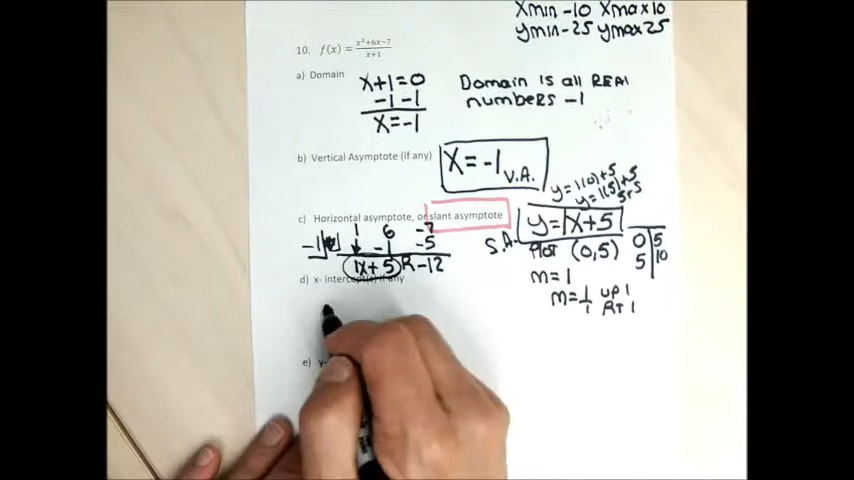 Xmin -10 Xmax 10
ymin -25 ymax 25
10. f(x) = x²+6x-7 / x+1
a) Domain
X+1=0
-1 -1
X=-1
Domain is all REAl
numbers -1
b) Vertical Asymptote (if any)
X=-1 V.A.
y=1(0)+5
y=1(5)+5
5+5
c) Horizontal asymptote, or slant asymptote
-1 1 6 -7
-1 -5
1x+5 R-12
S.A. y=1X+5
Plot (0,5)
m=1
m=1/1 UP 1
RT 1
0 5
5 10
d) x- intercept(s) if any
e) y-